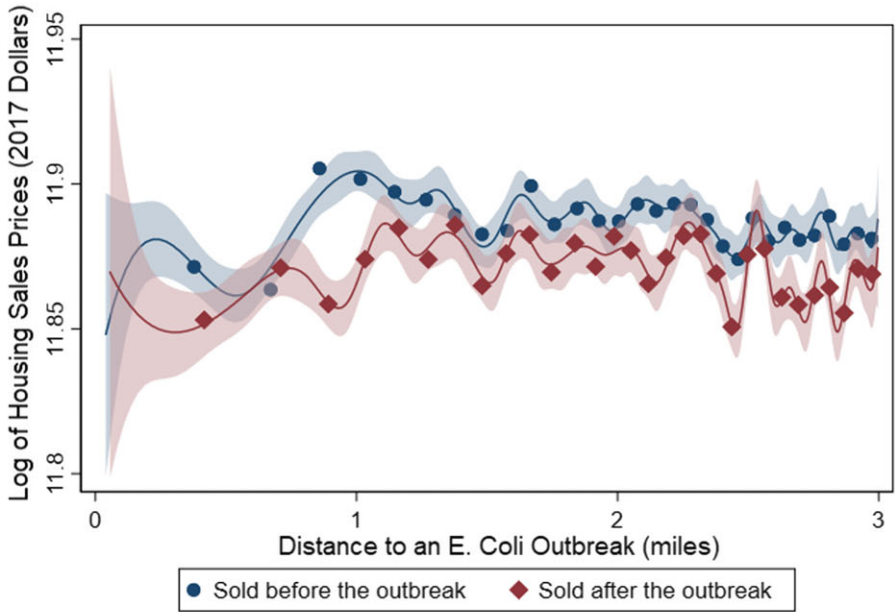 Log of Housing Sales Prices (2017 Dollars)
11.95
11.9
11.85
11.8
0
1
2
3
Distance to an E. Coli Outbreak (miles)
Sold before the outbreak
Sold after the outbreak